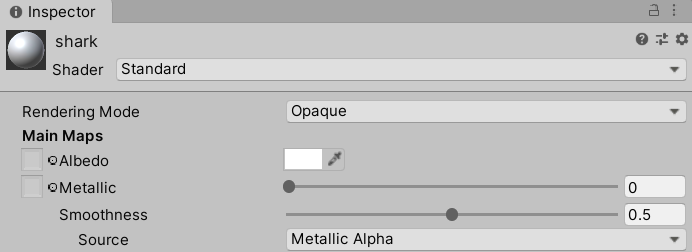 Inspector
shark
Shader Standard
Rendering Mode Opaque
Main Maps
Albedo
Metallic 0
Smoothness 0.5
Source Metallic Alpha